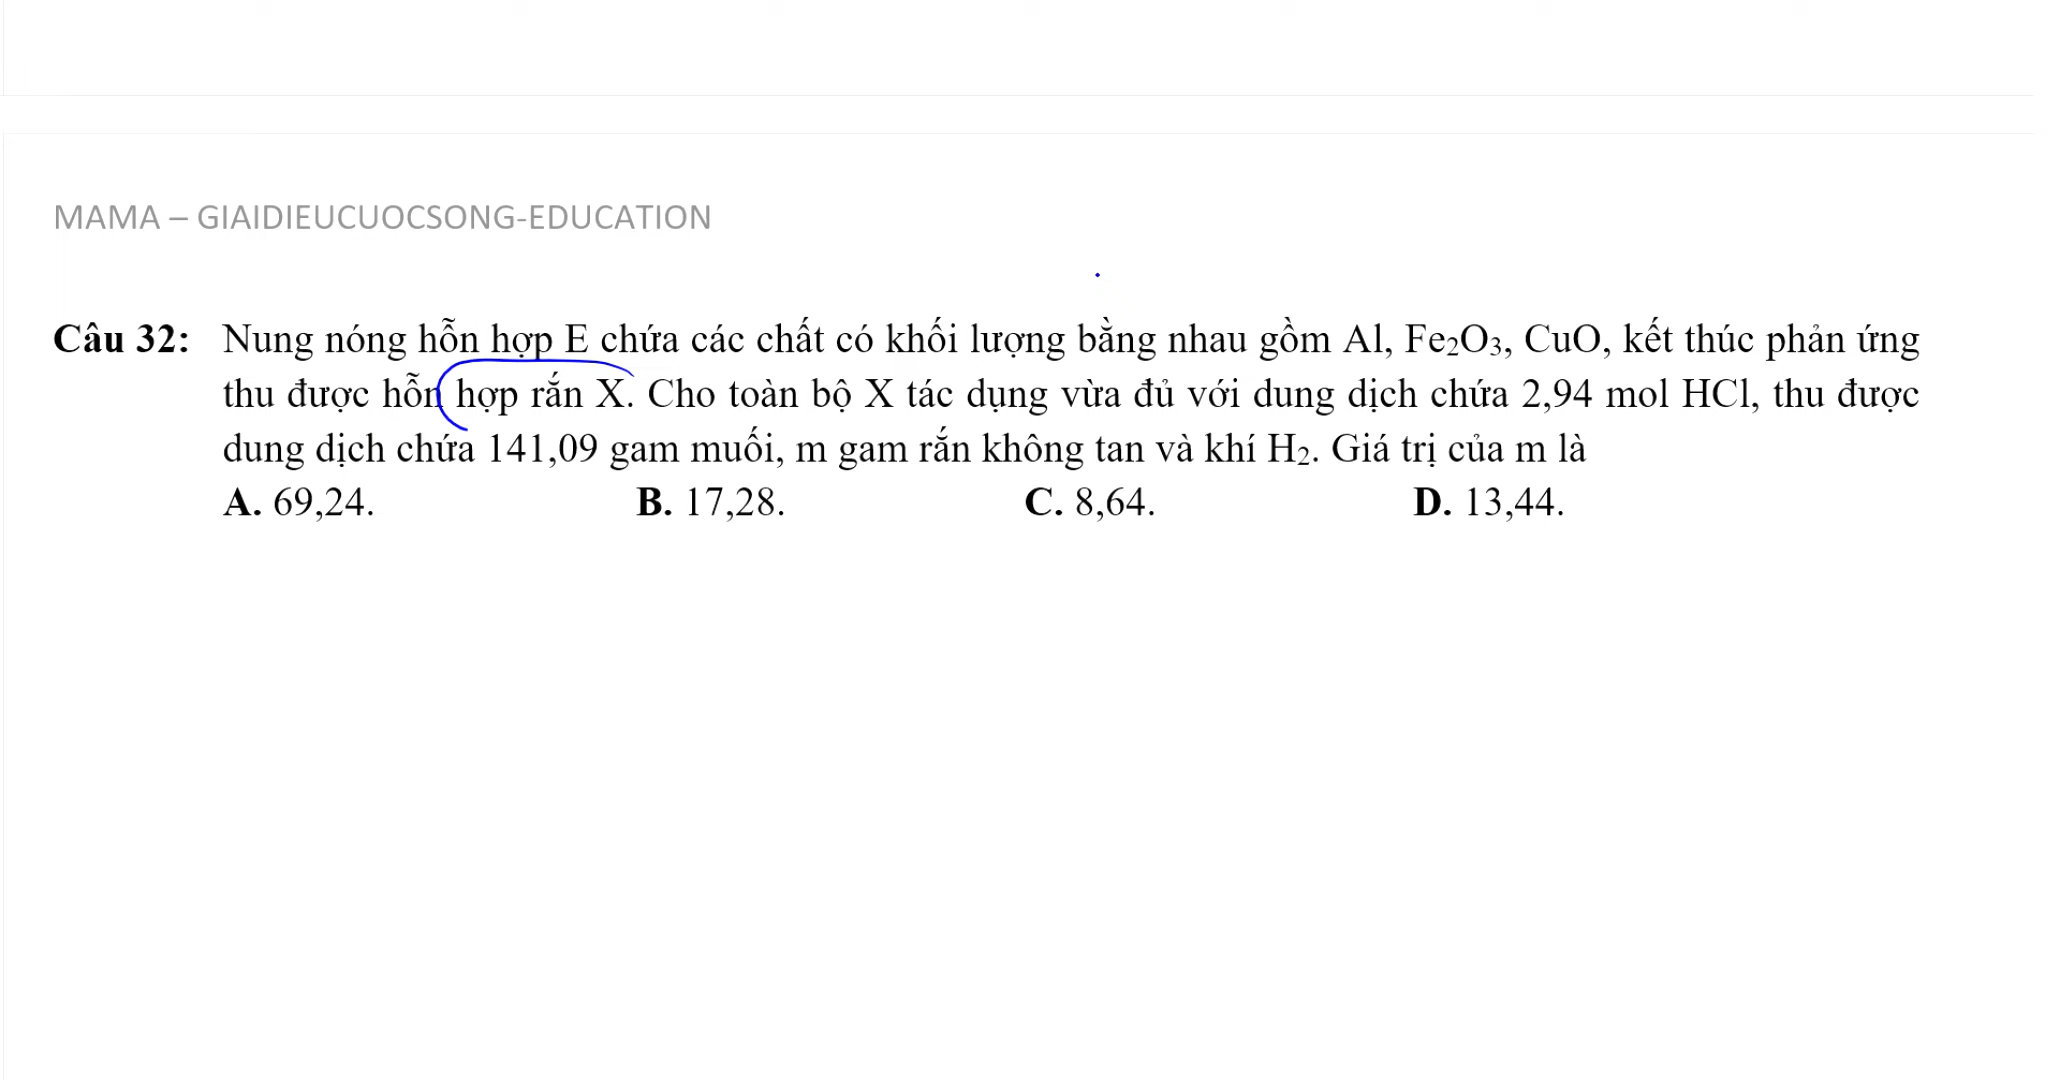 MAMA – GIAIDIEUCUOCSONG-EDUCATION
Câu 32: Nung nóng hỗn hợp E chứa các chất có khối lượng bằng nhau gồm Al, Fe₂O₃, CuO, kết thúc phản ứng
thu được hỗn hợp rắn X. Cho toàn bộ X tác dụng vừa đủ với dung dịch chứa 2,94 mol HCl, thu được
dung dịch chứa 141,09 gam muối, m gam rắn không tan và khí H₂. Giá trị của m là
A. 69,24. B. 17,28. C. 8,64. D. 13,44.